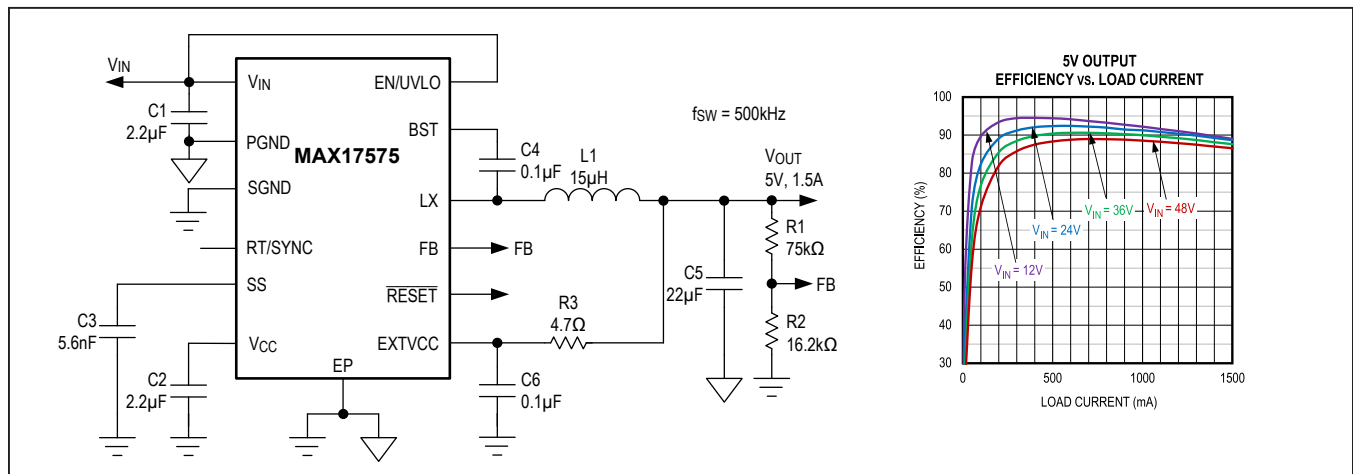 VIN
C1
2.2µF
VIN
PGND
SGND
RT/SYNC
SS
VCC
MAX17575
EN/UVLO
BST
LX
FB
RESET
EXTVCC
EP
C3
5.6nF
C2
2.2µF
C4
0.1µF
L1
15µH
FB
R3
4.7Ω
C6
0.1µF
fSW = 500kHz
VOUT
5V, 1.5A
C5
22µF
R1
75kΩ
FB
R2
16.2kΩ
5V OUTPUT
EFFICIENCY vs. LOAD CURRENT
EFFICIENCY (%)
100
90
80
70
60
50
40
30
VIN = 12V
VIN = 24V
VIN = 36V
VIN = 48V
0
500
1000
1500
LOAD CURRENT (mA)